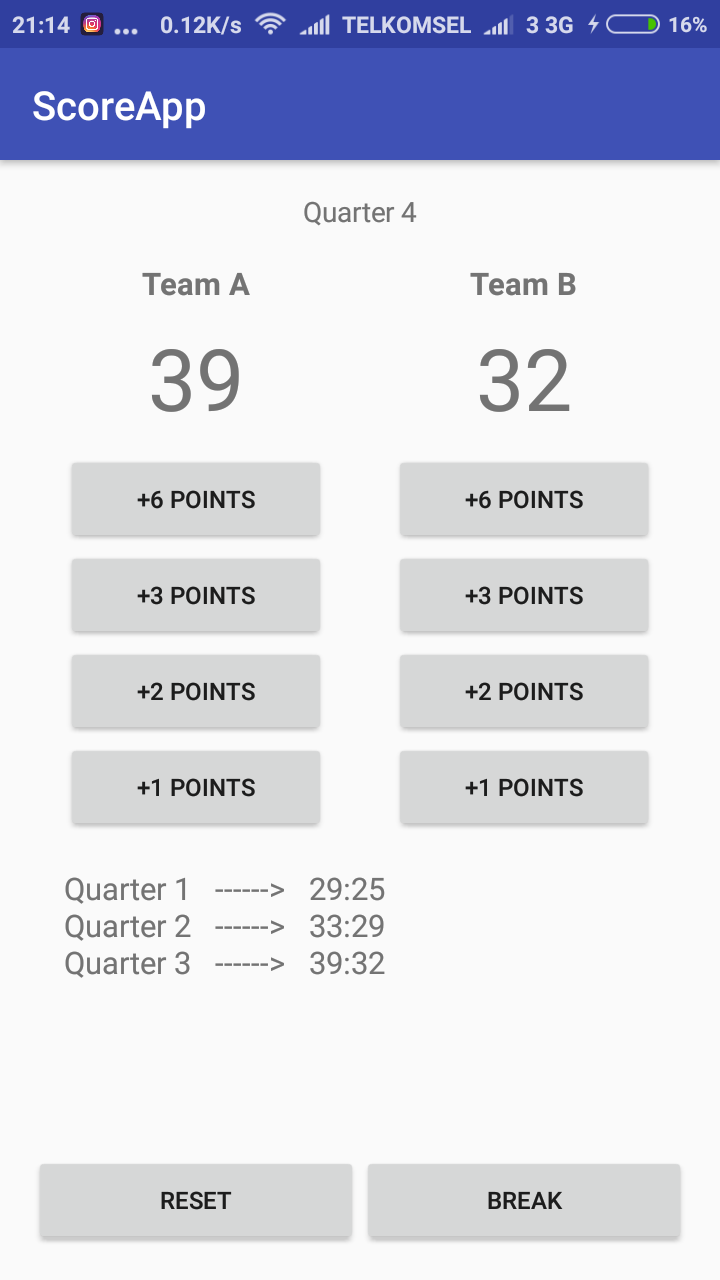 21:14 ... 0.12K/s TELKOMSEL 3 3G 16%
ScoreApp
Quarter 4
Team A Team B
39 32
+6 POINTS +6 POINTS
+3 POINTS +3 POINTS
+2 POINTS +2 POINTS
+1 POINTS +1 POINTS
Quarter 1 ------> 29:25
Quarter 2 ------> 33:29
Quarter 3 ------> 39:32
RESET BREAK